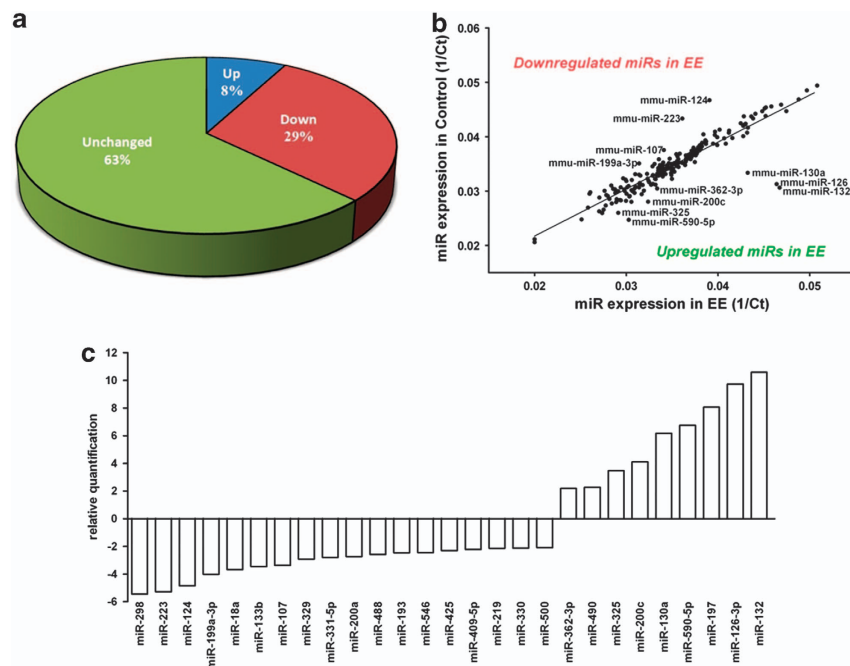 a
Up
8%
Down
29%
Unchanged
63%
b
miR expression in Control (1/Ct)
0.06
0.05
0.04
0.03
0.02
Downregulated miRs in EE
mmu-miR-124
mmu-miR-223
mmu-miR-107
mmu-miR-199a-3p
mmu-miR-130a
mmu-miR-126
mmu-miR-132
mmu-miR-362-3p
mmu-miR-200c
mmu-miR-325
mmu-miR-590-5p
Upregulated miRs in EE
0.02 0.03 0.04 0.05
miR expression in EE (1/Ct)
c
relative quantification
12
10
8
6
4
2
0
-2
-4
-6
miR-298
miR-223
miR-124
miR-199a-3p
miR-18a
miR-133b
miR-107
miR-329
miR-331-5p
miR-200a
miR-488
miR-193
miR-546
miR-425
miR-409-5p
miR-219
miR-330
miR-500
miR-362-3p
miR-490
miR-325
miR-200c
miR-130a
miR-590-5p
miR-197
miR-126-3p
miR-132